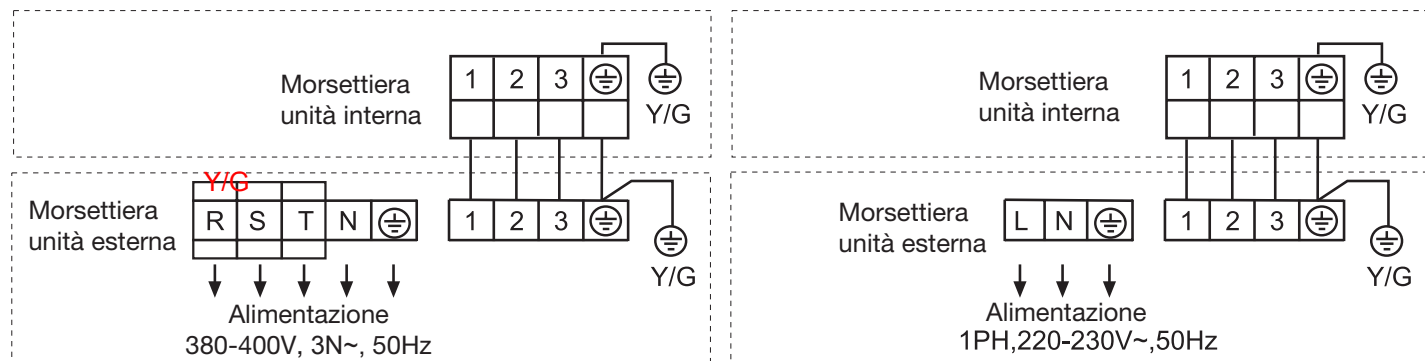 1 2 3
Morsettiera
unità interna
Y/G
Y/G
Morsettiera
unità esterna
R S T N
1 2 3
Y/G
Alimentazione
380-400V, 3N~, 50Hz
1 2 3
Morsettiera
unità interna
Y/G
Morsettiera
unità esterna
L N
1 2 3
Y/G
Alimentazione
1PH,220-230V~,50Hz